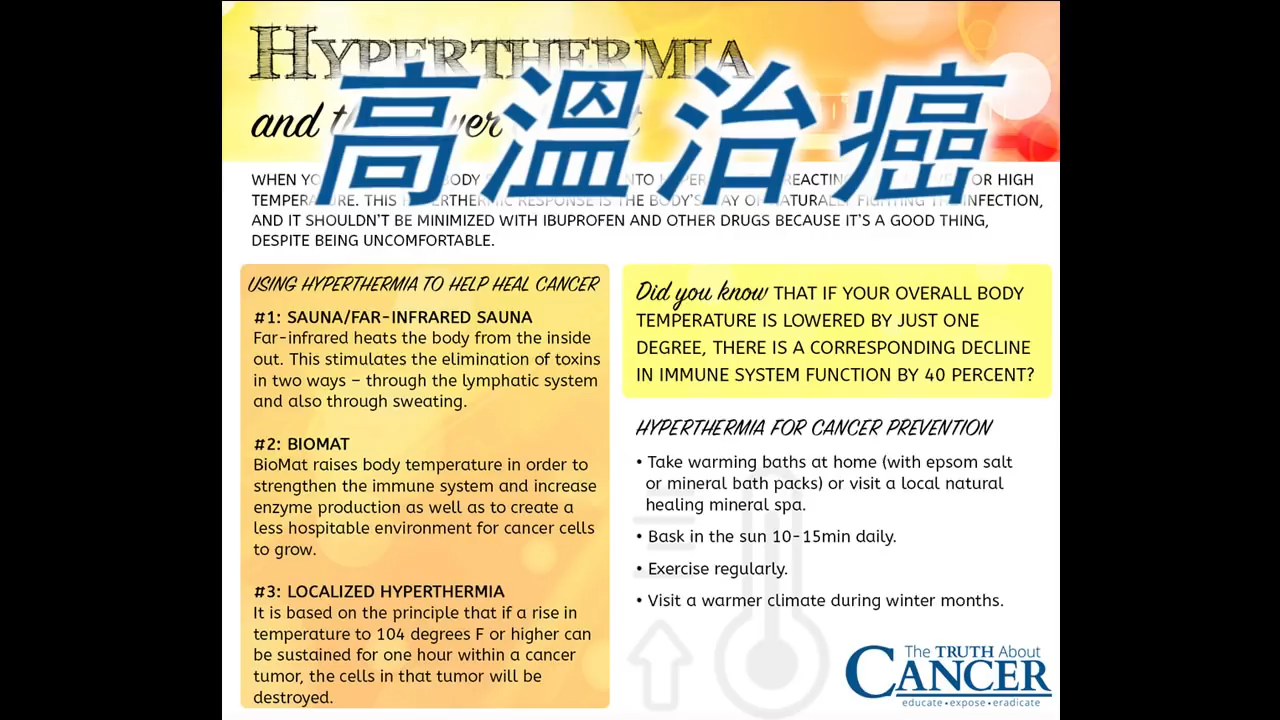 HYPERTHERMIA
高溫治癌
and
WHEN BODY REACTING OR HIGH
TEMPERATURE. THIS HYPERTHERMIC RESPONSE IS THE BODY'S WAY OF NATURALLY FIGHTING INFECTION,
AND IT SHOULDN'T BE MINIMIZED WITH IBUPROFEN AND OTHER DRUGS BECAUSE IT'S A GOOD THING,
DESPITE BEING UNCOMFORTABLE.
USING HYPERTHERMIA TO HELP HEAL CANCER
#1: SAUNA/FAR-INFRARED SAUNA
Far-infrared heats the body from the inside
out. This stimulates the elimination of toxins
in two ways – through the lymphatic system
and also through sweating.
#2: BIOMAT
BioMat raises body temperature in order to
strengthen the immune system and increase
enzyme production as well as to create a
less hospitable environment for cancer cells
to grow.
#3: LOCALIZED HYPERTHERMIA
It is based on the principle that if a rise in
temperature to 104 degrees F or higher can
be sustained for one hour within a cancer
tumor, the cells in that tumor will be
destroyed.
Did you know THAT IF YOUR OVERALL BODY
TEMPERATURE IS LOWERED BY JUST ONE
DEGREE, THERE IS A CORRESPONDING DECLINE
IN IMMUNE SYSTEM FUNCTION BY 40 PERCENT?
HYPERTHERMIA FOR CANCER PREVENTION
• Take warming baths at home (with epsom salt
or mineral bath packs) or visit a local natural
healing mineral spa.
• Bask in the sun 10-15min daily.
• Exercise regularly.
• Visit a warmer climate during winter months.
The TRUTH About
CANCER
educate • expose • eradicate